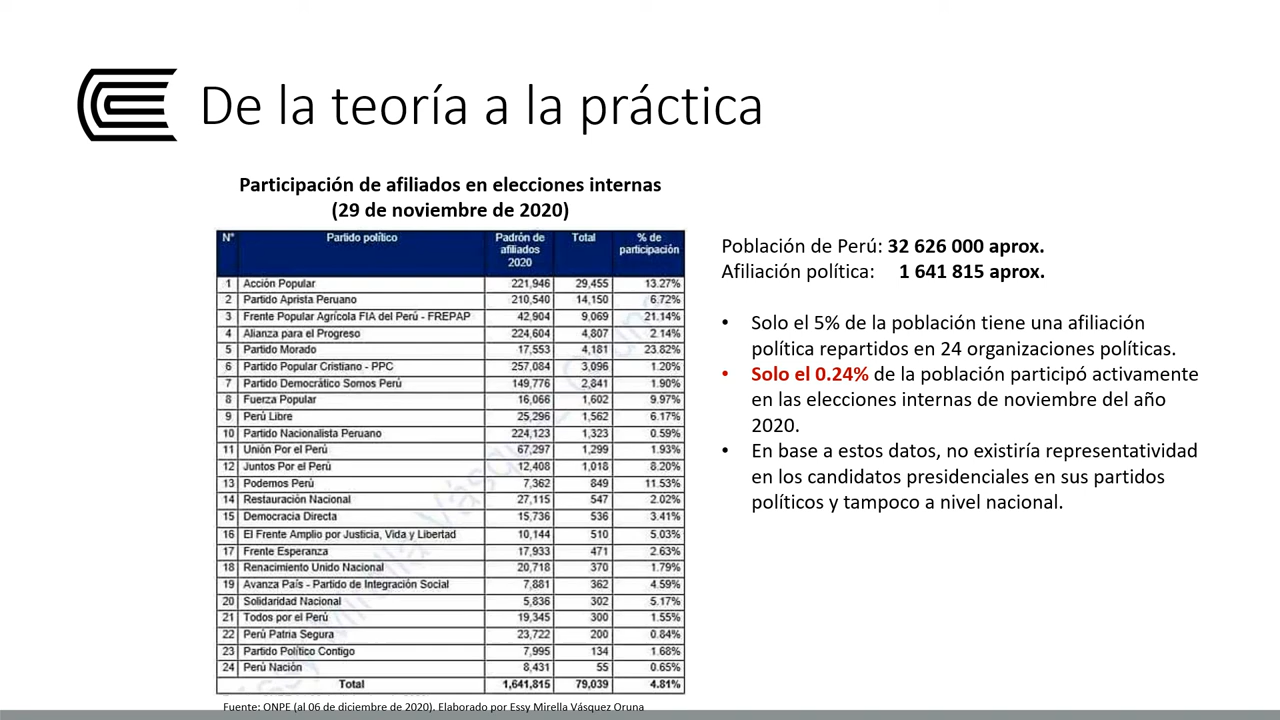 De la teoría a la práctica
Participación de afiliados en elecciones internas
(29 de noviembre de 2020)
N° Partido político Padrón de afiliados 2020 Total % de participación
1 Acción Popular 221,946 29,455 13.27%
2 Partido Aprista Peruano 210,540 14,150 6.72%
3 Frente Popular Agrícola FIA del Perú - FREPAP 42,904 9,069 21.14%
4 Alianza para el Progreso 224,604 4,807 2.14%
5 Partido Morado 17,553 4,181 23.82%
6 Partido Popular Cristiano - PPC 257,084 3,096 1.20%
7 Partido Democrático Somos Perú 149,776 2,841 1.90%
8 Fuerza Popular 16,066 1,602 9.97%
9 Perú Libre 25,296 1,562 6.17%
10 Partido Nacionalista Peruano 224,123 1,323 0.59%
11 Unión Por el Perú 67,297 1,299 1.93%
12 Juntos Por el Perú 12,408 1,018 8.20%
13 Podemos Perú 7,362 849 11.53%
14 Restauración Nacional 27,115 547 2.02%
15 Democracia Directa 15,736 536 3.41%
16 El Frente Amplio por Justicia, Vida y Libertad 10,144 510 5.03%
17 Frente Esperanza 17,933 471 2.63%
18 Renacimiento Unido Nacional 20,718 370 1.79%
19 Avanza País - Partido de Integración Social 7,881 362 4.59%
20 Solidaridad Nacional 5,836 302 5.17%
21 Todos por el Perú 19,345 300 1.55%
22 Perú Patria Segura 23,722 200 0.84%
23 Partido Político Contigo 7,995 134 1.68%
24 Perú Nación 8,431 55 0.65%
Total 1,641,815 79,039 4.81%
Fuente: ONPE (al 06 de diciembre de 2020). Elaborado por Essy Mirella Vásquez Oruna
Población de Perú: 32 626 000 aprox.
Afiliación política: 1 641 815 aprox.
• Solo el 5% de la población tiene una afiliación
política repartidos en 24 organizaciones políticas.
• Solo el 0.24% de la población participó activamente
en las elecciones internas de noviembre del año
2020.
• En base a estos datos, no existiría representatividad
en los candidatos presidenciales en sus partidos
políticos y tampoco a nivel nacional.